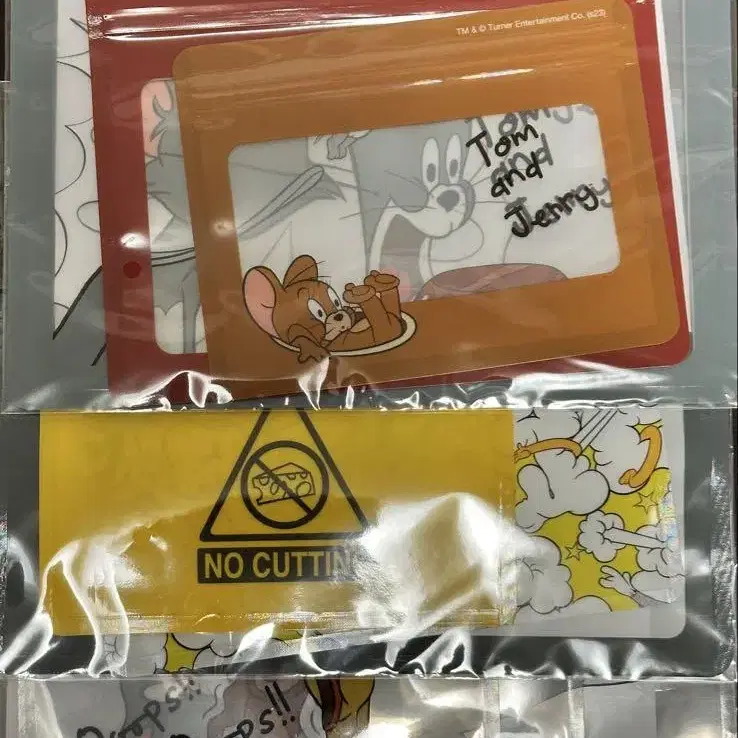 TM & © Turner Entertainment Co. (s23)
Tom
and
Jerry
NO CUTTIN